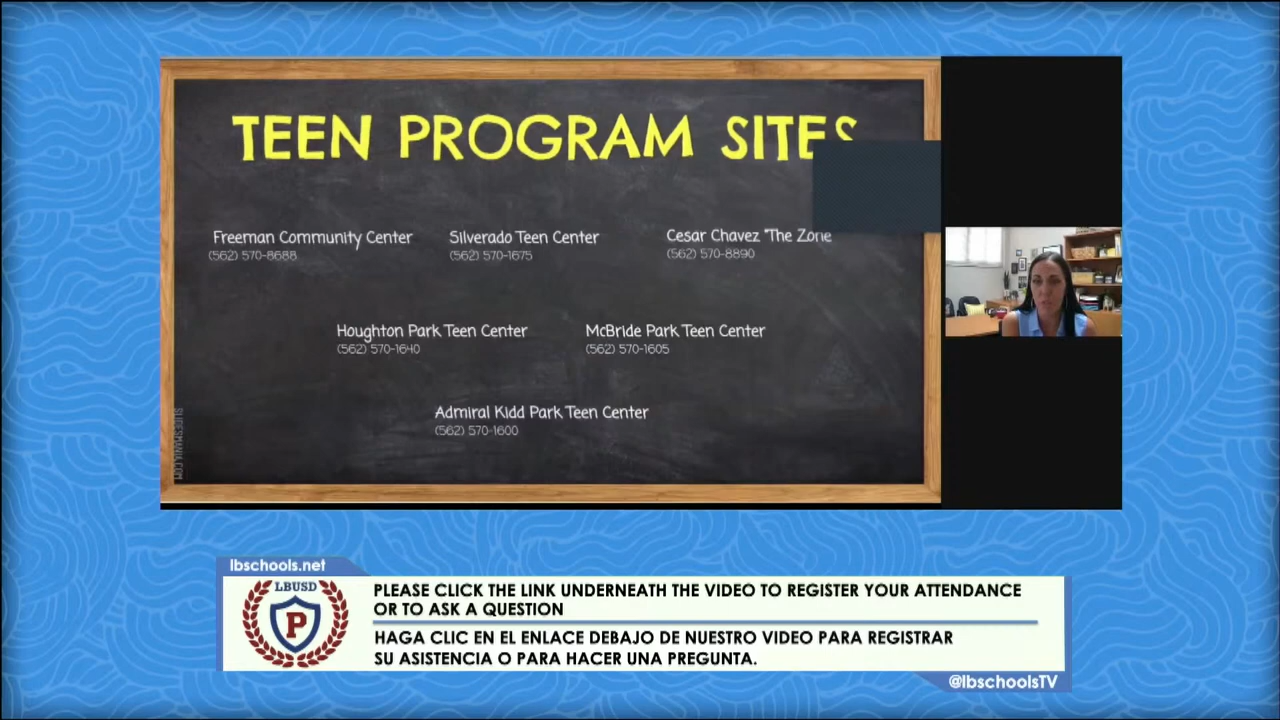 TEEN PROGRAM SITES
Freeman Community Center
(562) 570-8688
Silverado Teen Center
(562) 570-1675
Cesar Chavez "The Zone
(562) 570-8890
Houghton Park Teen Center
(562) 570-1640
McBride Park Teen Center
(562) 570-1605
Admiral Kidd Park Teen Center
(562) 570-1600
SLIDESMANIA.COM
lbschools.net
LBUSD
P
PLEASE CLICK THE LINK UNDERNEATH THE VIDEO TO REGISTER YOUR ATTENDANCE
OR TO ASK A QUESTION
HAGA CLIC EN EL ENLACE DEBAJO DE NUESTRO VIDEO PARA REGISTRAR
SU ASISTENCIA O PARA HACER UNA PREGUNTA.
@lbschoolsTV